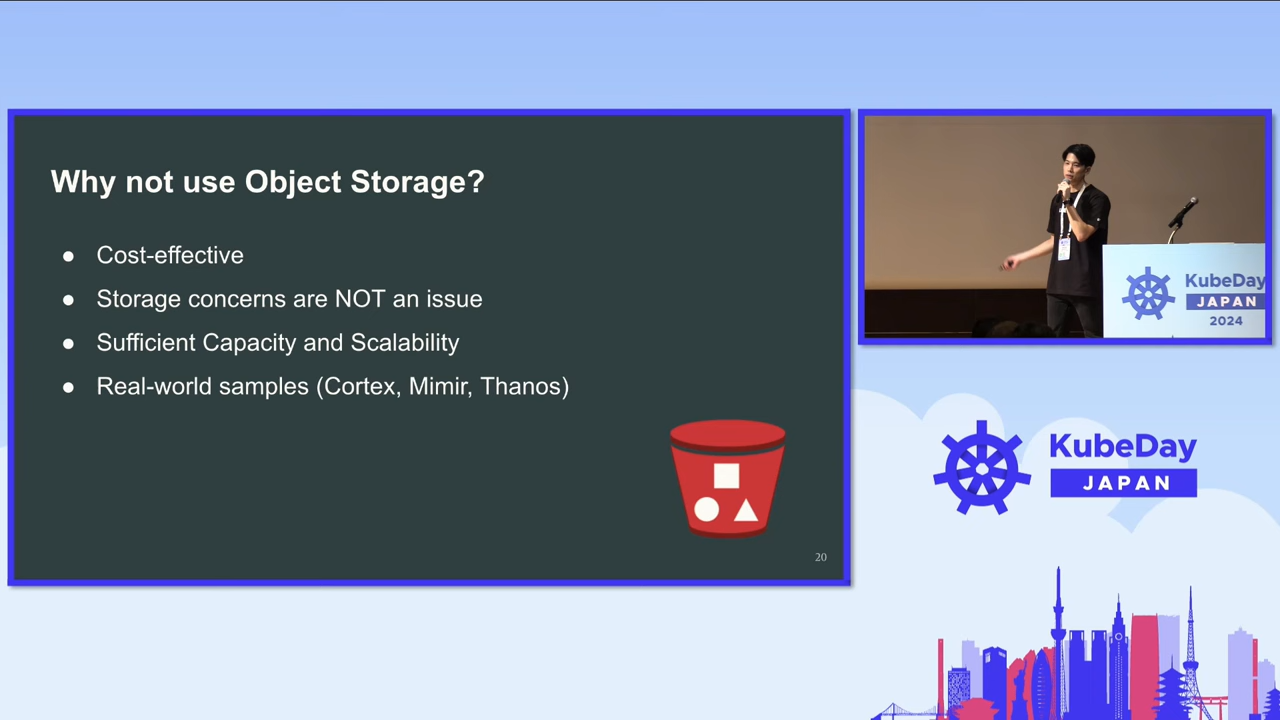 Why not use Object Storage?
● Cost-effective
● Storage concerns are NOT an issue
● Sufficient Capacity and Scalability
● Real-world samples (Cortex, Mimir, Thanos)
20
KubeDay
JAPAN
2024
KubeDay
JAPAN